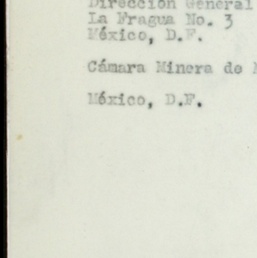 Dirección General
La Fragua No. 3
México, D.F.
Cámara Minera de
México, D.F.